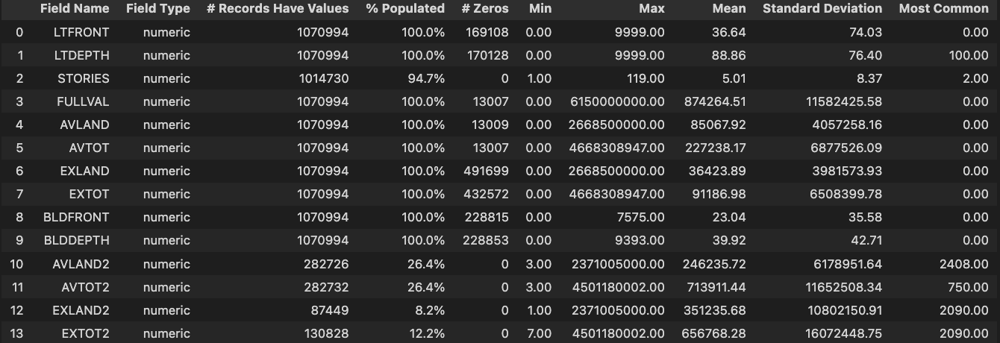 Field Name Field Type # Records Have Values % Populated # Zeros Min Max Mean Standard Deviation Most Common
0 LTFRONT numeric 1070994 100.0% 169108 0.00 9999.00 36.64 74.03 0.00
1 LTDEPTH numeric 1070994 100.0% 170128 0.00 9999.00 88.86 76.40 100.00
2 STORIES numeric 1014730 94.7% 0 1.00 119.00 5.01 8.37 2.00
3 FULLVAL numeric 1070994 100.0% 13007 0.00 6150000000.00 874264.51 11582425.58 0.00
4 AVLAND numeric 1070994 100.0% 13009 0.00 2668500000.00 85067.92 4057258.16 0.00
5 AVTOT numeric 1070994 100.0% 13007 0.00 4668308947.00 227238.17 6877526.09 0.00
6 EXLAND numeric 1070994 100.0% 491699 0.00 2668500000.00 36423.89 3981573.93 0.00
7 EXTOT numeric 1070994 100.0% 432572 0.00 4668308947.00 91186.98 6508399.78 0.00
8 BLDFRONT numeric 1070994 100.0% 228815 0.00 7575.00 23.04 35.58 0.00
9 BLDDEPTH numeric 1070994 100.0% 228853 0.00 9393.00 39.92 42.71 0.00
10 AVLAND2 numeric 282726 26.4% 0 3.00 2371005000.00 246235.72 6178951.64 2408.00
11 AVTOT2 numeric 282732 26.4% 0 3.00 4501180002.00 713911.44 11652508.34 750.00
12 EXLAND2 numeric 87449 8.2% 0 1.00 2371005000.00 351235.68 10802150.91 2090.00
13 EXTOT2 numeric 130828 12.2% 0 7.00 4501180002.00 656768.28 16072448.75 2090.00